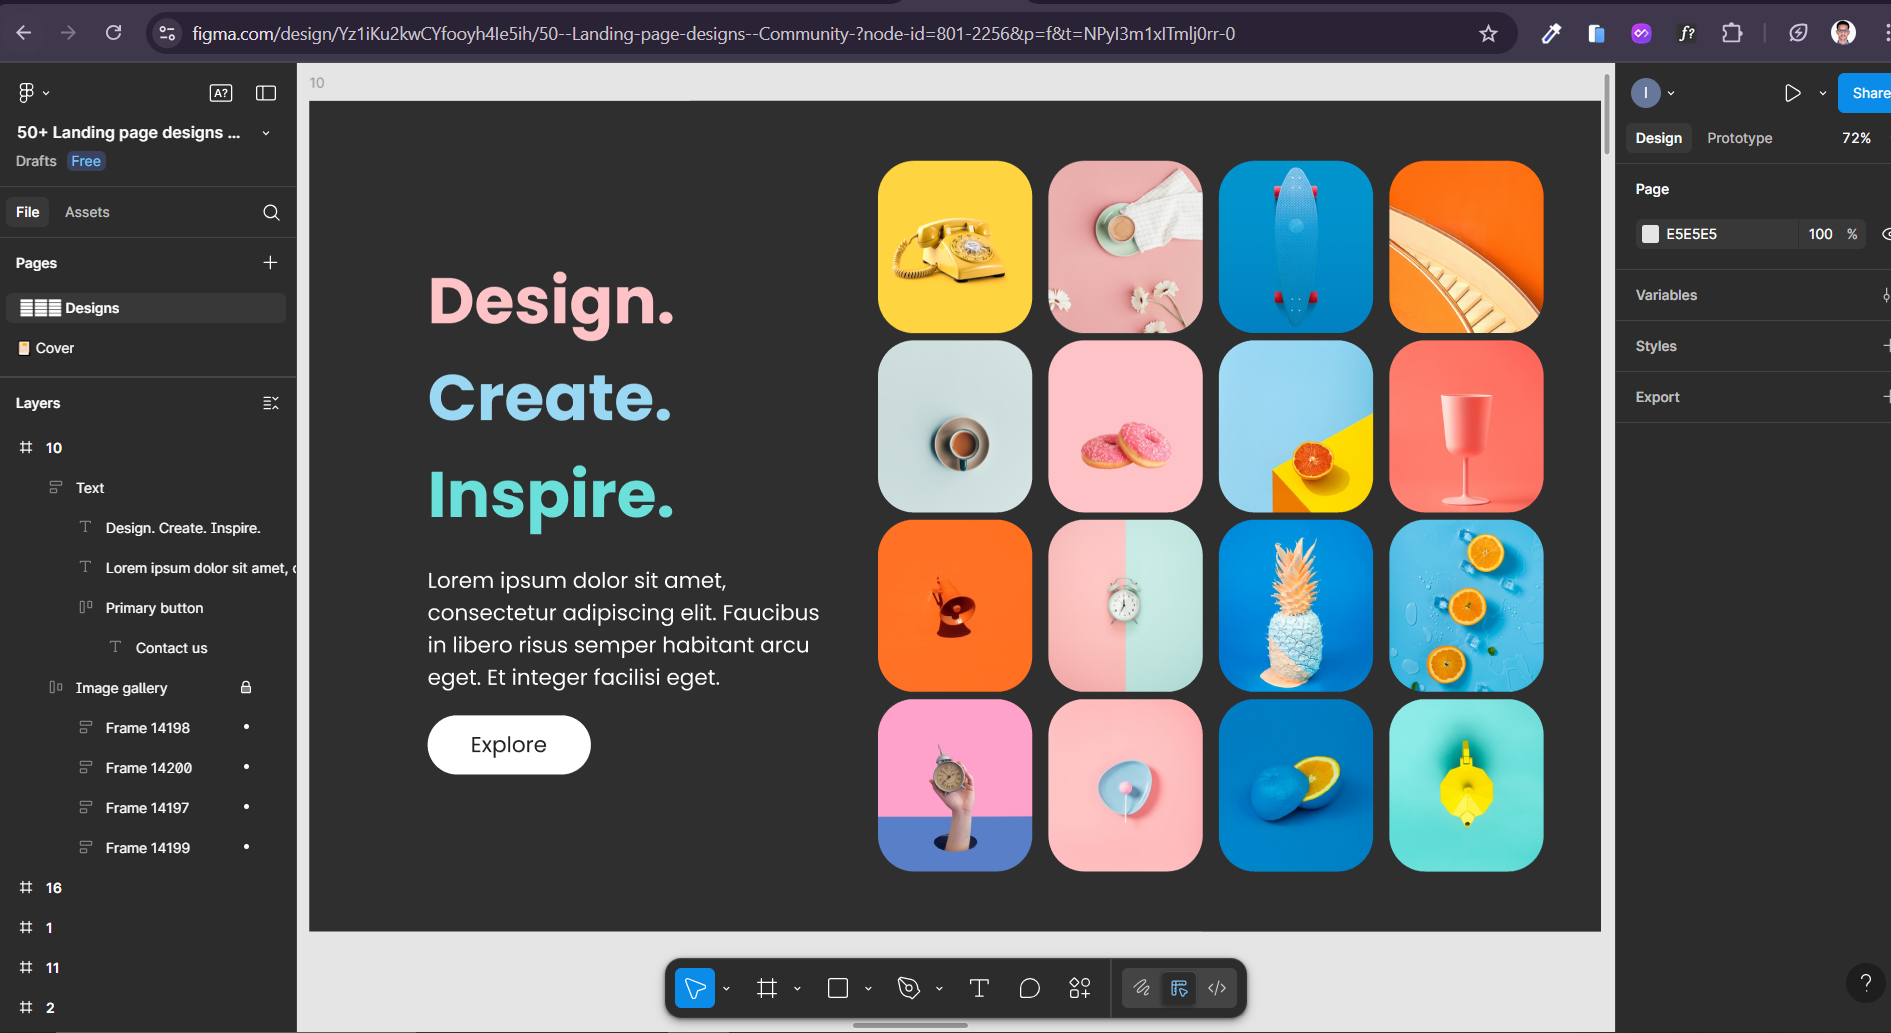 figma.com/design/Yz1iKu2kwCYfooyh4Ie5ih/50--Landing-page-designs--Community-?node-id=801-2256&p=f&t=NPyI3m1xITmIj0rr-0
f?
A?
50+ Landing page designs ...
Drafts Free
File Assets
Pages
Designs
Cover
Layers
10
Text
Design. Create. Inspire.
Lorem ipsum dolor sit amet, c
Primary button
Contact us
Image gallery
Frame 14198
Frame 14200
Frame 14197
Frame 14199
16
1
11
2
10
Design.
Create.
Inspire.
Lorem ipsum dolor sit amet,
consectetur adipiscing elit. Faucibus
in libero risus semper habitant arcu
eget. Et integer facilisi eget.
Explore
I
Share
Design Prototype 72%
Page
E5E5E5 100 %
Variables
Styles
Export
?